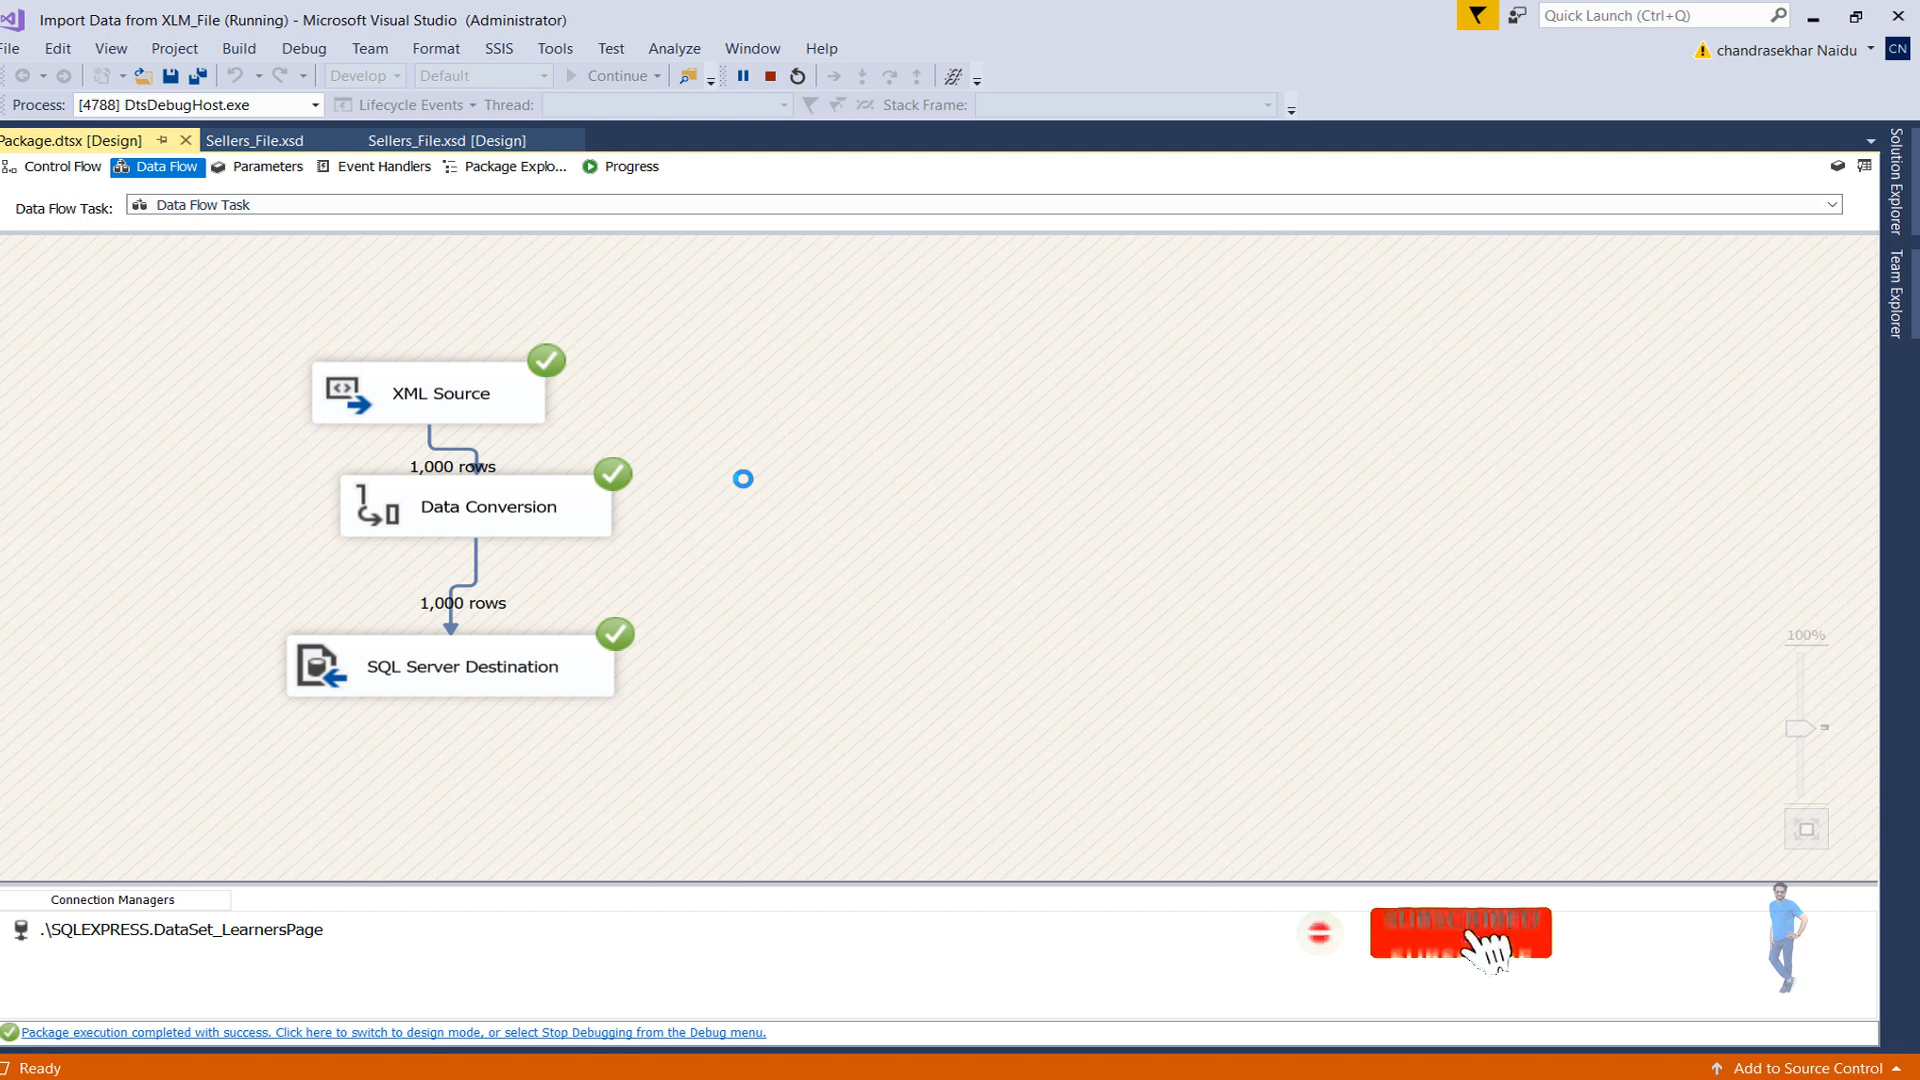 Import Data from XLM_File (Running) - Microsoft Visual Studio (Administrator)
Quick Launch (Ctrl+Q)
File Edit View Project Build Debug Team Format SSIS Tools Test Analyze Window Help
chandrasekhar Naidu CN
Develop Default Continue
Process: [4788] DtsDebugHost.exe Lifecycle Events Thread: Stack Frame:
Package.dtsx [Design] Sellers_File.xsd Sellers_File.xsd [Design]
Control Flow Data Flow Parameters Event Handlers Package Explo... Progress
Data Flow Task: Data Flow Task
Solution Explorer
Team Explorer
XML Source
1,000 rows
Data Conversion
1,000 rows
SQL Server Destination
100%
Connection Managers
.\SQLEXPRESS.DataSet_LearnersPage
Package execution completed with success. Click here to switch to design mode, or select Stop Debugging from the Debug menu.
Ready
Add to Source Control